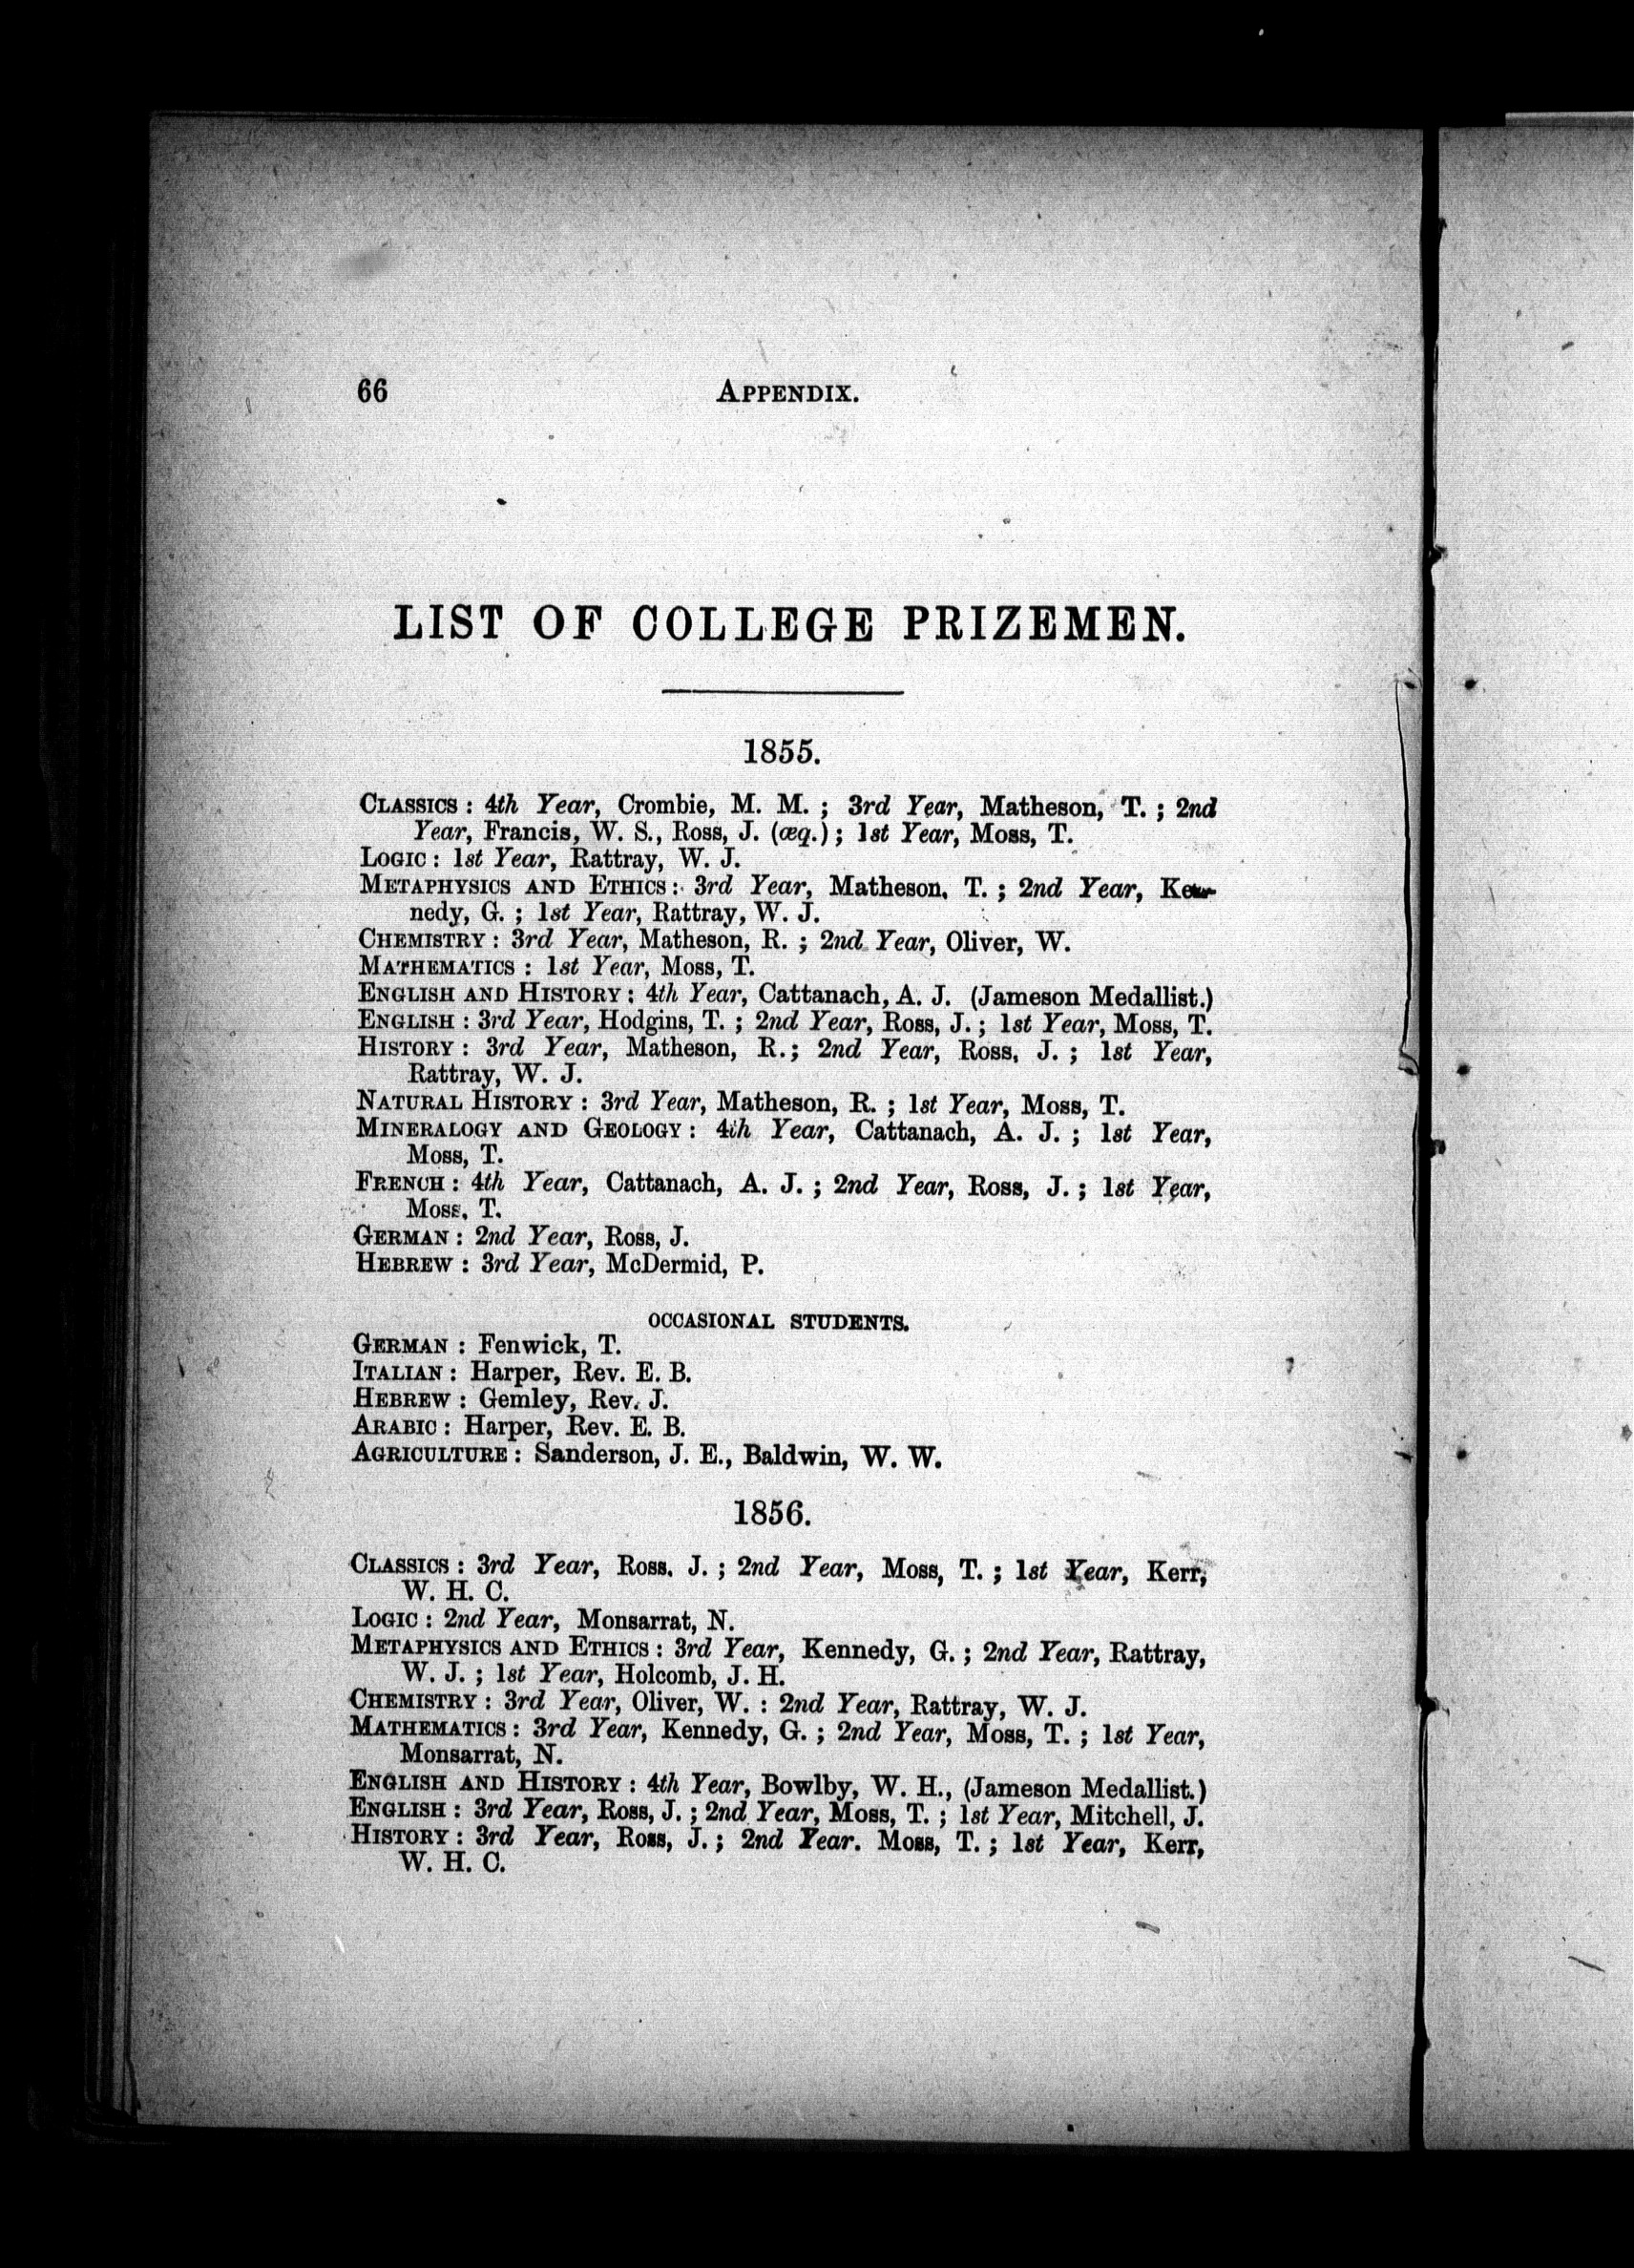 66
APPENDIX.
LIST OF COLLEGE PRIZEMEN.
1855.
CLASSICS : 4th Year, Crombie, M. M. ; 3rd Year, Matheson, T. ; 2nd
Year, Francis, W. S., Ross, J. (æq.) ; 1st Year, Moss, T.
LOGIC : 1st Year, Rattray, W. J.
METAPHYSICS AND ETHICS : 3rd Year, Matheson, T. ; 2nd Year, Ken-
nedy, G. ; 1st Year, Rattray, W. J.
CHEMISTRY : 3rd Year, Matheson, R. ; 2nd Year, Oliver, W.
MATHEMATICS : 1st Year, Moss, T.
ENGLISH AND HISTORY : 4th Year, Cattanach, A. J. (Jameson Medallist.)
ENGLISH : 3rd Year, Hodgins, T. ; 2nd Year, Ross, J. ; 1st Year, Moss, T.
HISTORY : 3rd Year, Matheson, R. ; 2nd Year, Ross, J. ; 1st Year,
Rattray, W. J.
NATURAL HISTORY : 3rd Year, Matheson, R. ; 1st Year, Moss, T.
MINERALOGY AND GEOLOGY : 4th Year, Cattanach, A. J. ; 1st Year,
Moss, T.
FRENCH : 4th Year, Cattanach, A. J. ; 2nd Year, Ross, J. ; 1st Year,
Moss, T.
GERMAN : 2nd Year, Ross, J.
HEBREW : 3rd Year, McDermid, P.
OCCASIONAL STUDENTS.
GERMAN : Fenwick, T.
ITALIAN : Harper, Rev. E. B.
HEBREW : Gemley, Rev. J.
ARABIC : Harper, Rev. E. B.
AGRICULTURE : Sanderson, J. E., Baldwin, W. W.
1856.
CLASSICS : 3rd Year, Ross, J. ; 2nd Year, Moss, T. ; 1st Year, Kerr,
W. H. C.
LOGIC : 2nd Year, Monsarrat, N.
METAPHYSICS AND ETHICS : 3rd Year, Kennedy, G. ; 2nd Year, Rattray,
W. J. ; 1st Year, Holcomb, J. H.
CHEMISTRY : 3rd Year, Oliver, W. : 2nd Year, Rattray, W. J.
MATHEMATICS : 3rd Year, Kennedy, G. ; 2nd Year, Moss, T. ; 1st Year,
Monsarrat, N.
ENGLISH AND HISTORY : 4th Year, Bowlby, W. H., (Jameson Medallist.)
ENGLISH : 3rd Year, Ross, J. ; 2nd Year, Moss, T. ; 1st Year, Mitchell, J.
HISTORY : 3rd Year, Ross, J. ; 2nd Year. Moss, T. ; 1st Year, Kerr,
W. H. C.